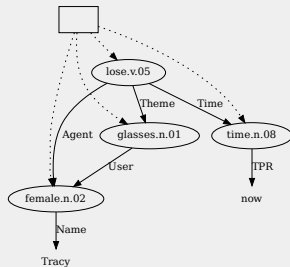 lose.v.05
Theme Time
Agent glasses.n.01 time.n.08
User TPR
female.n.02 now
Name
Tracy